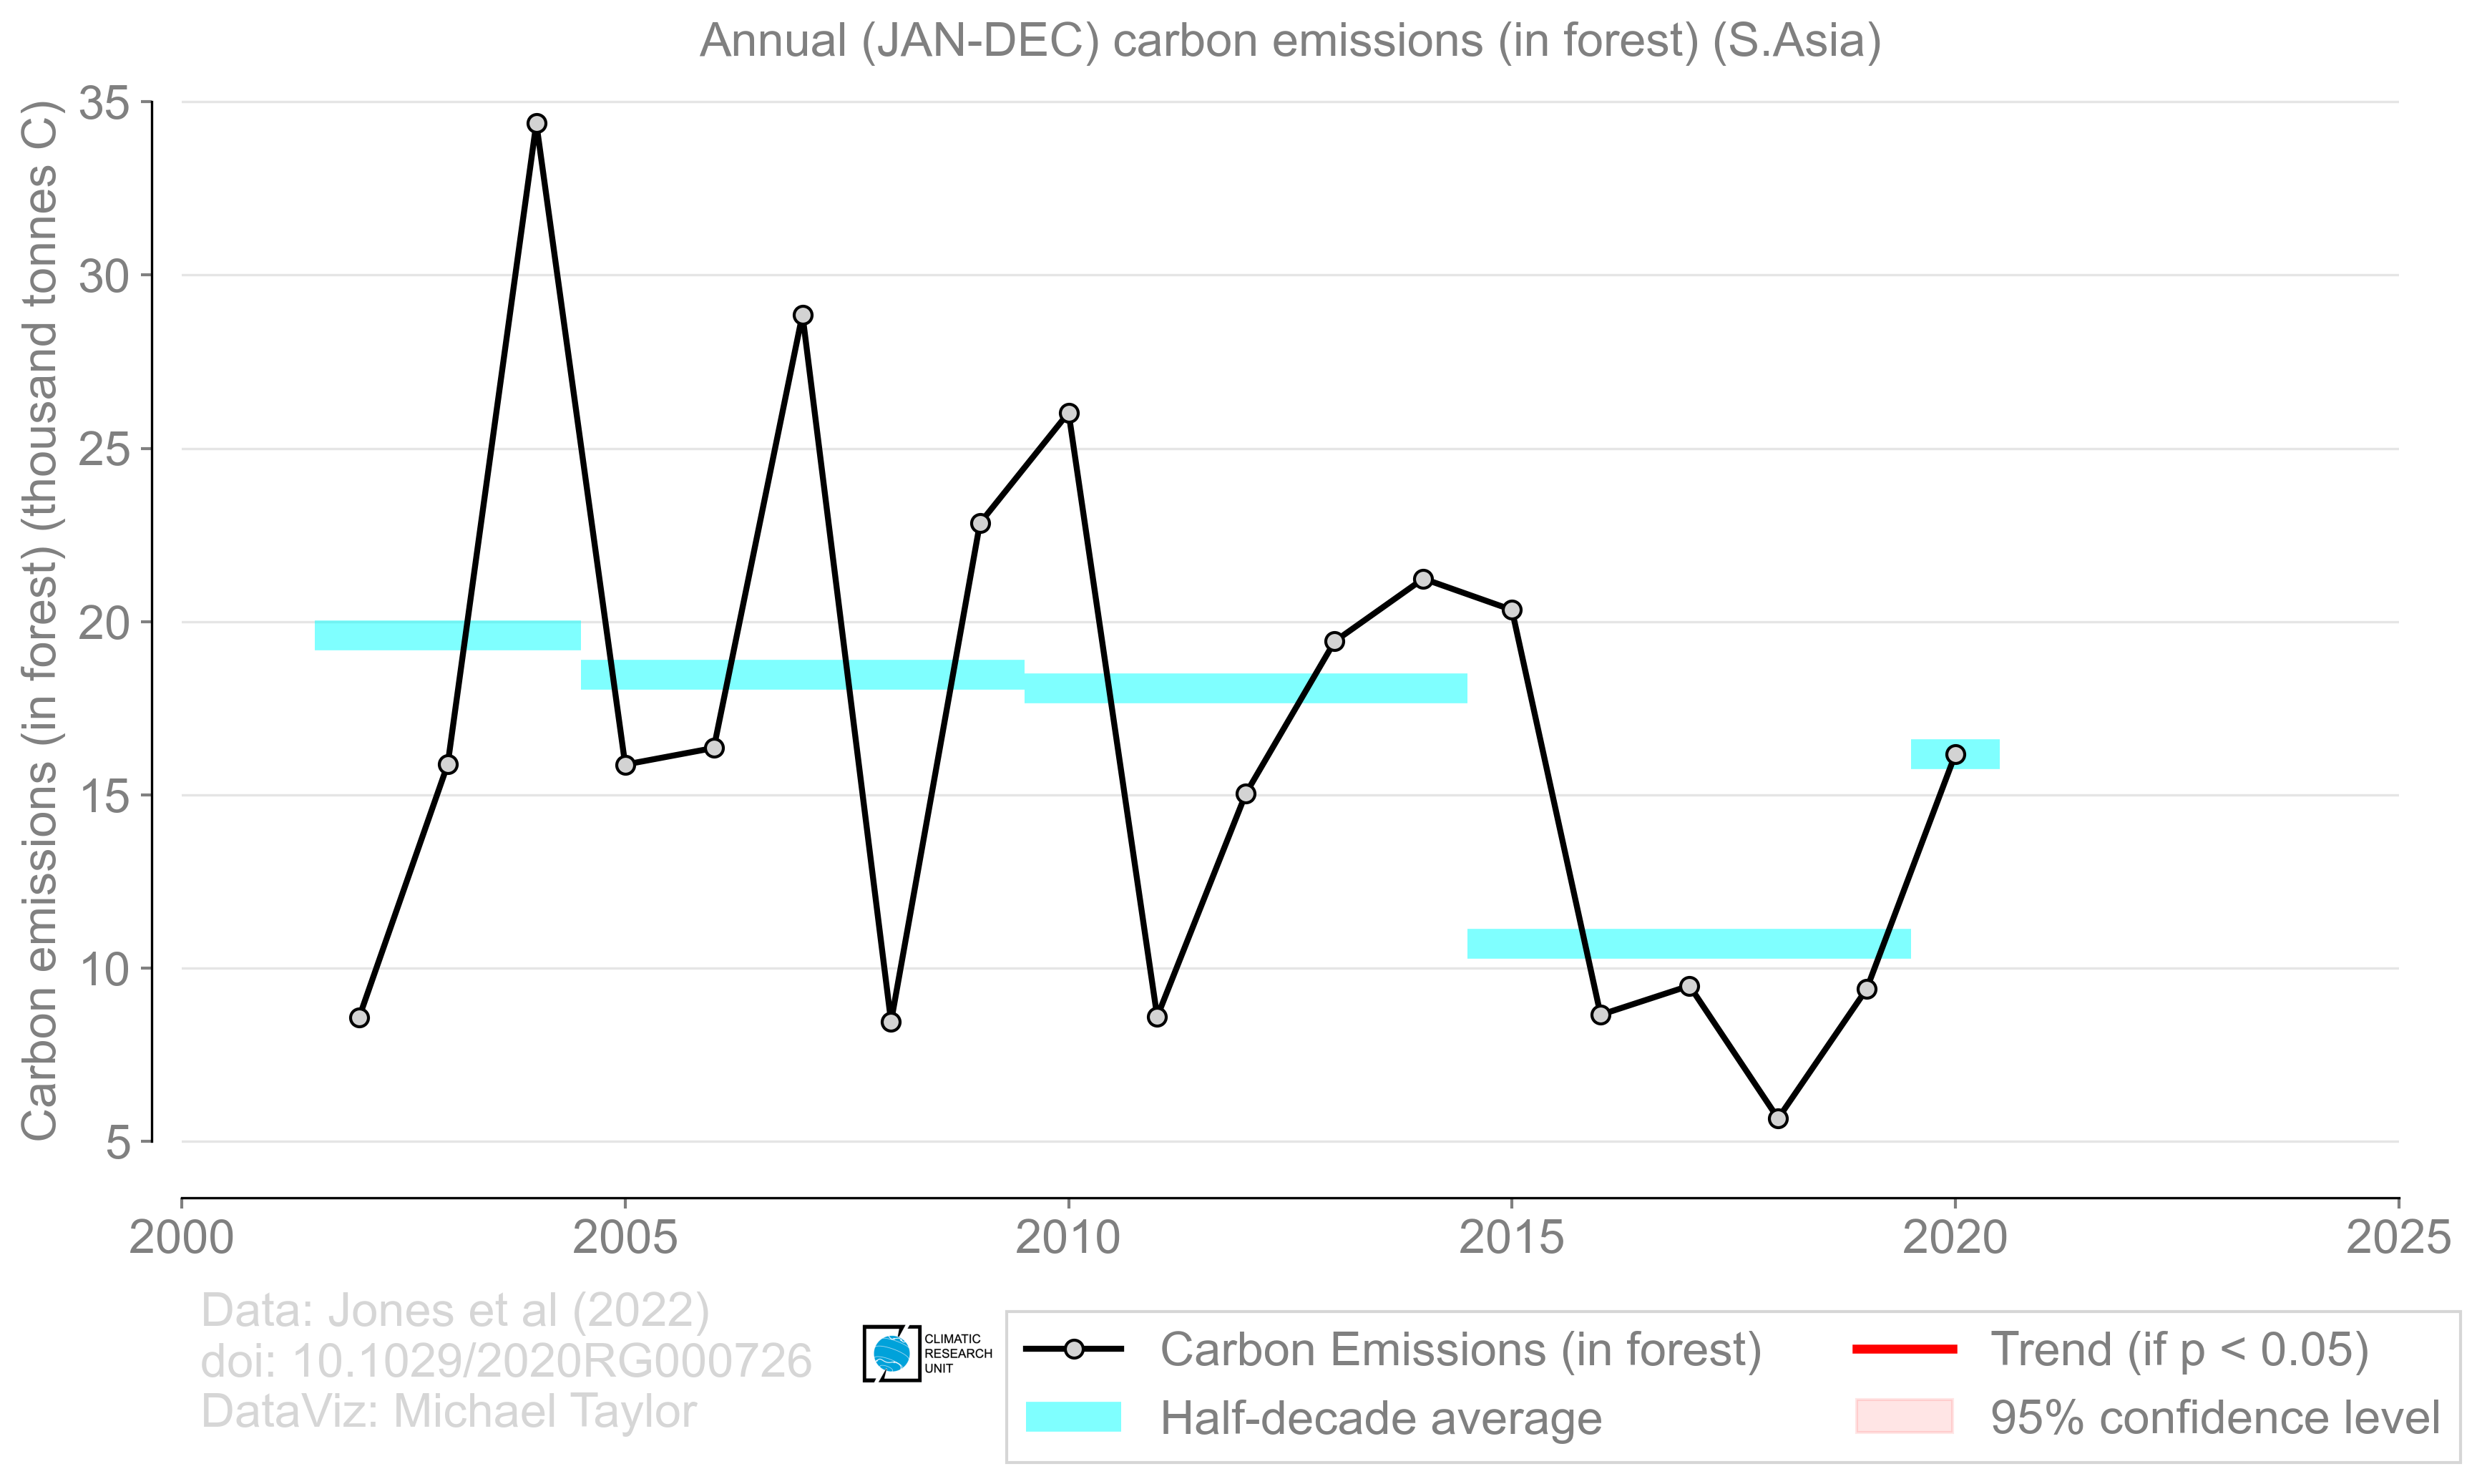 Annual (JAN-DEC) carbon emissions (in forest) (S.Asia)
Carbon emissions (in forest) (thousand tonnes C)
35
30
25
20
15
10
5
2000
2005
2010
2015
2020
2025
Data: Jones et al (2022)
doi: 10.1029/2020RG000726
DataViz: Michael Taylor
CLIMATIC
RESEARCH
UNIT
Carbon Emissions (in forest)
Half-decade average
Trend (if p < 0.05)
95% confidence level